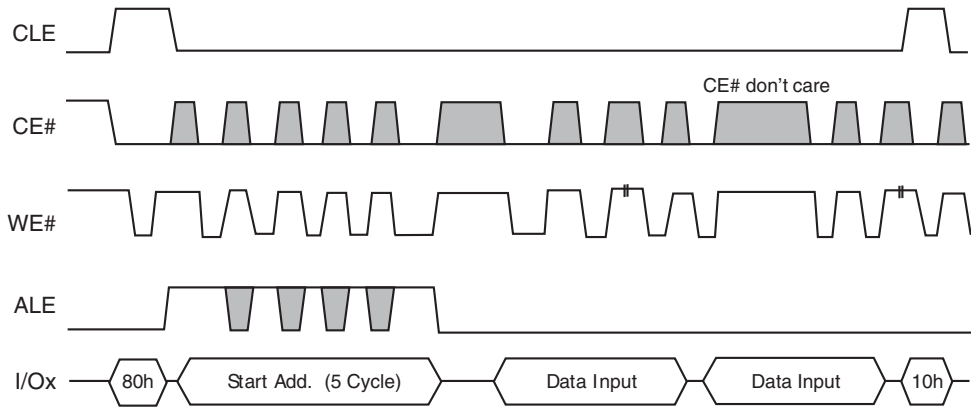 CLE
CE# don't care
CE#
WE#
ALE
I/Ox 80h Start Add. (5 Cycle) Data Input Data Input 10h